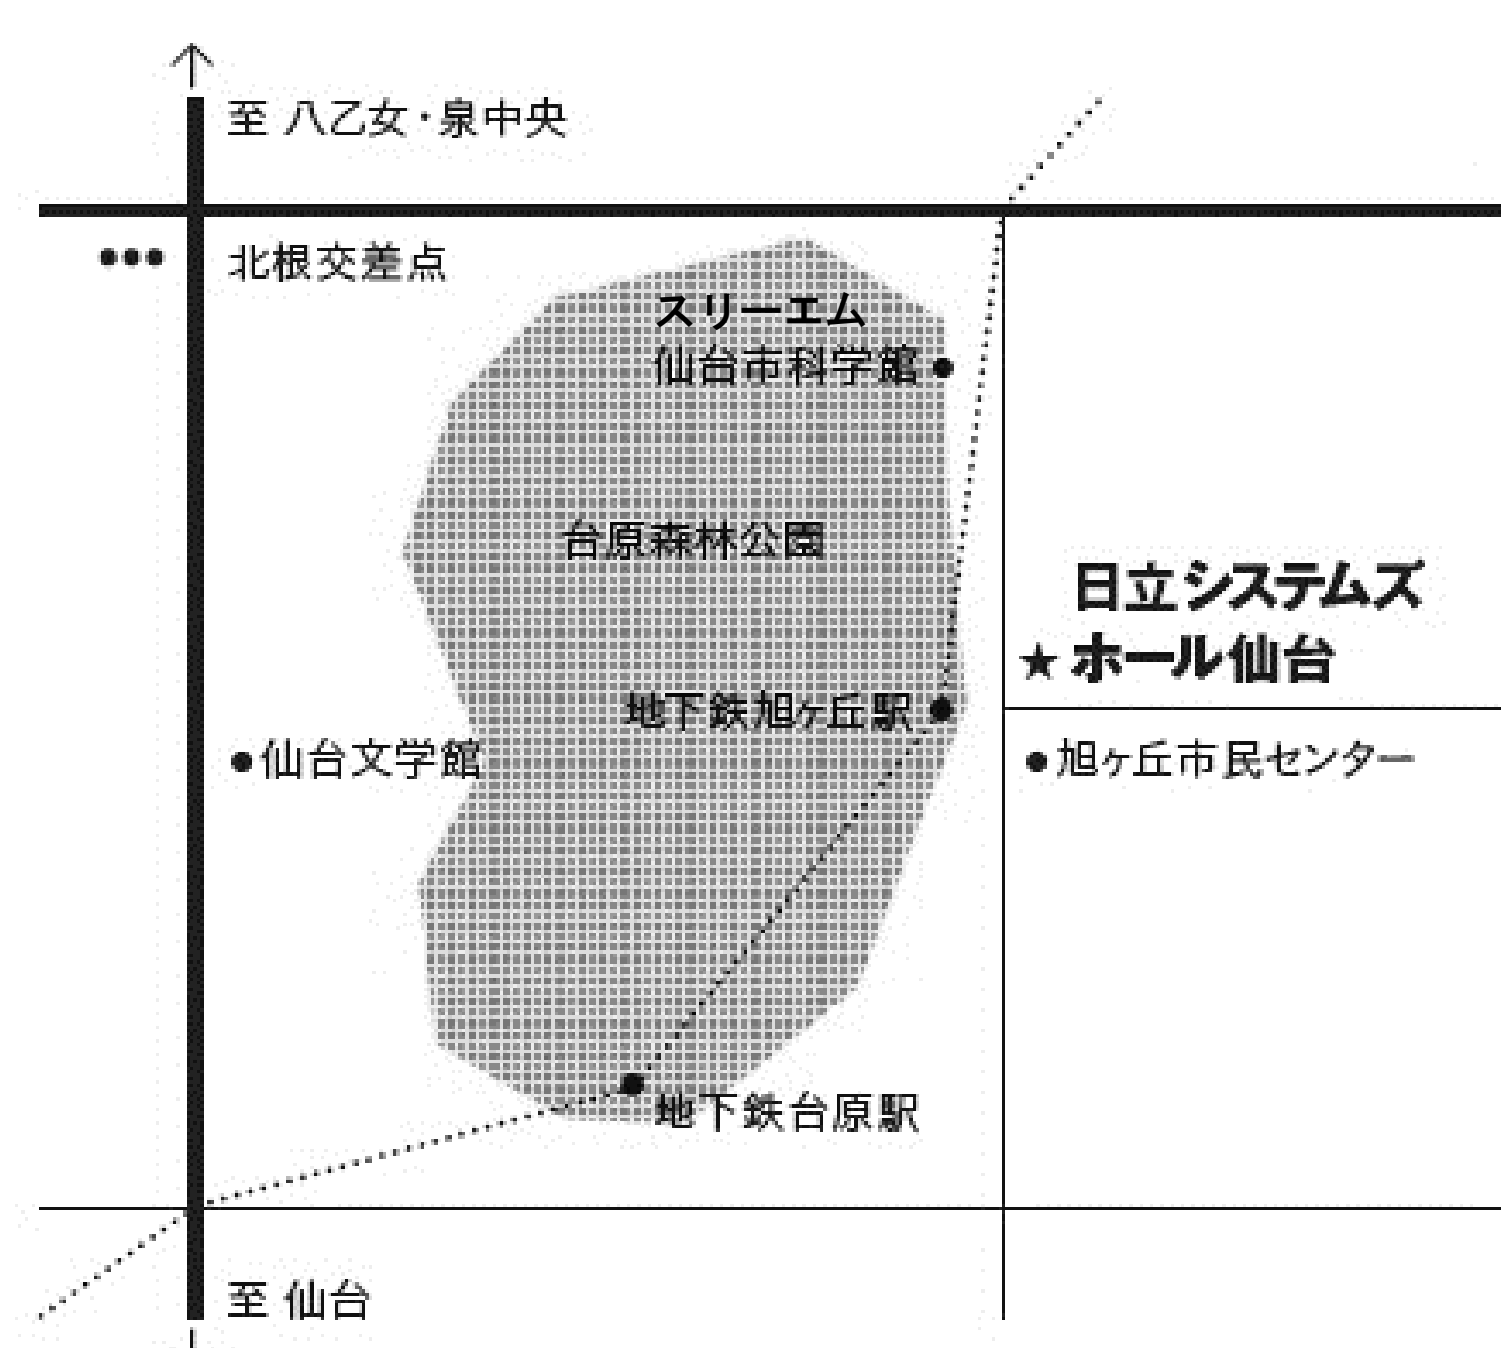 至 八乙女・泉中央
北根交差点
スリーエム
仙台市科学館
台原森林公園
日立システムズ
★ ホール仙台
地下鉄旭ヶ丘駅
仙台文学館
旭ヶ丘市民センター
地下鉄台原駅
至 仙台